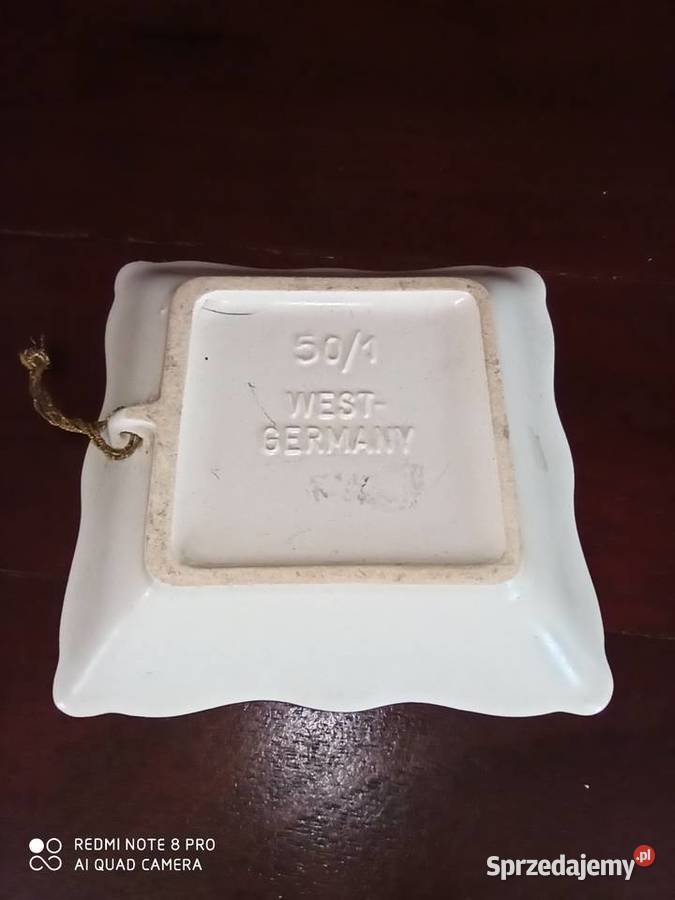 50/1
WEST-
GERMANY
REDMI NOTE 8 PRO
AI QUAD CAMERA
Sprzedajemy.pl